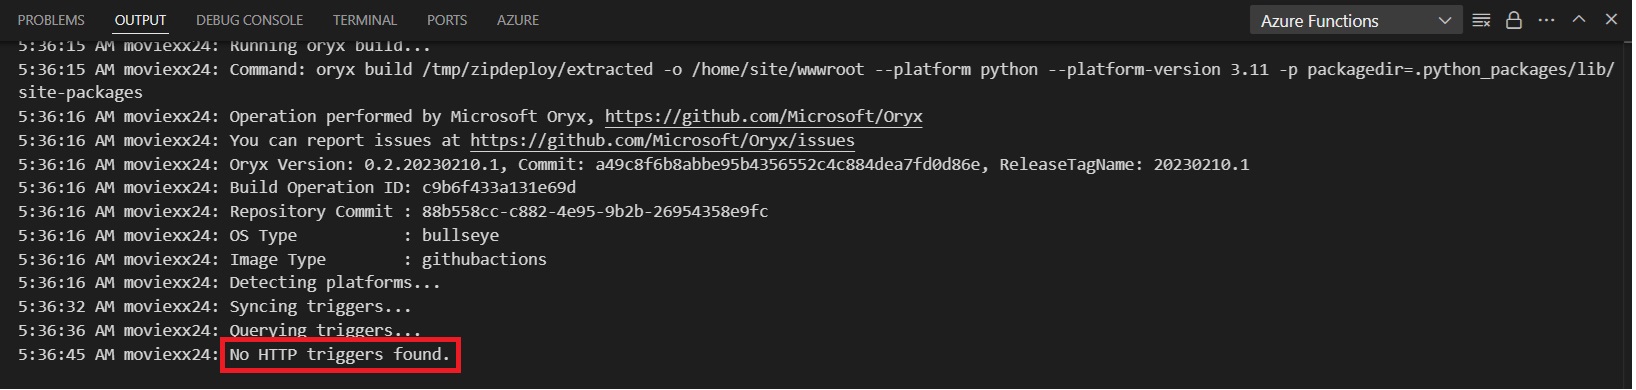 PROBLEMS OUTPUT DEBUG CONSOLE TERMINAL PORTS AZURE Azure Functions
5:36:15 AM moviexx24: Running oryx build...
5:36:15 AM moviexx24: Command: oryx build /tmp/zipdeploy/extracted -o /home/site/wwwroot --platform python --platform-version 3.11 -p packagedir=.python_packages/lib/
site-packages
5:36:16 AM moviexx24: Operation performed by Microsoft Oryx, https://github.com/Microsoft/Oryx
5:36:16 AM moviexx24: You can report issues at https://github.com/Microsoft/Oryx/issues
5:36:16 AM moviexx24: Oryx Version: 0.2.20230210.1, Commit: a49c8f6b8abbe95b4356552c4c884dea7fd0d86e, ReleaseTagName: 20230210.1
5:36:16 AM moviexx24: Build Operation ID: c9b6f433a131e69d
5:36:16 AM moviexx24: Repository Commit : 88b558cc-c882-4e95-9b2b-26954358e9fc
5:36:16 AM moviexx24: OS Type           : bullseye
5:36:16 AM moviexx24: Image Type        : githubactions
5:36:16 AM moviexx24: Detecting platforms...
5:36:32 AM moviexx24: Syncing triggers...
5:36:36 AM moviexx24: Querying triggers...
5:36:45 AM moviexx24: No HTTP triggers found.